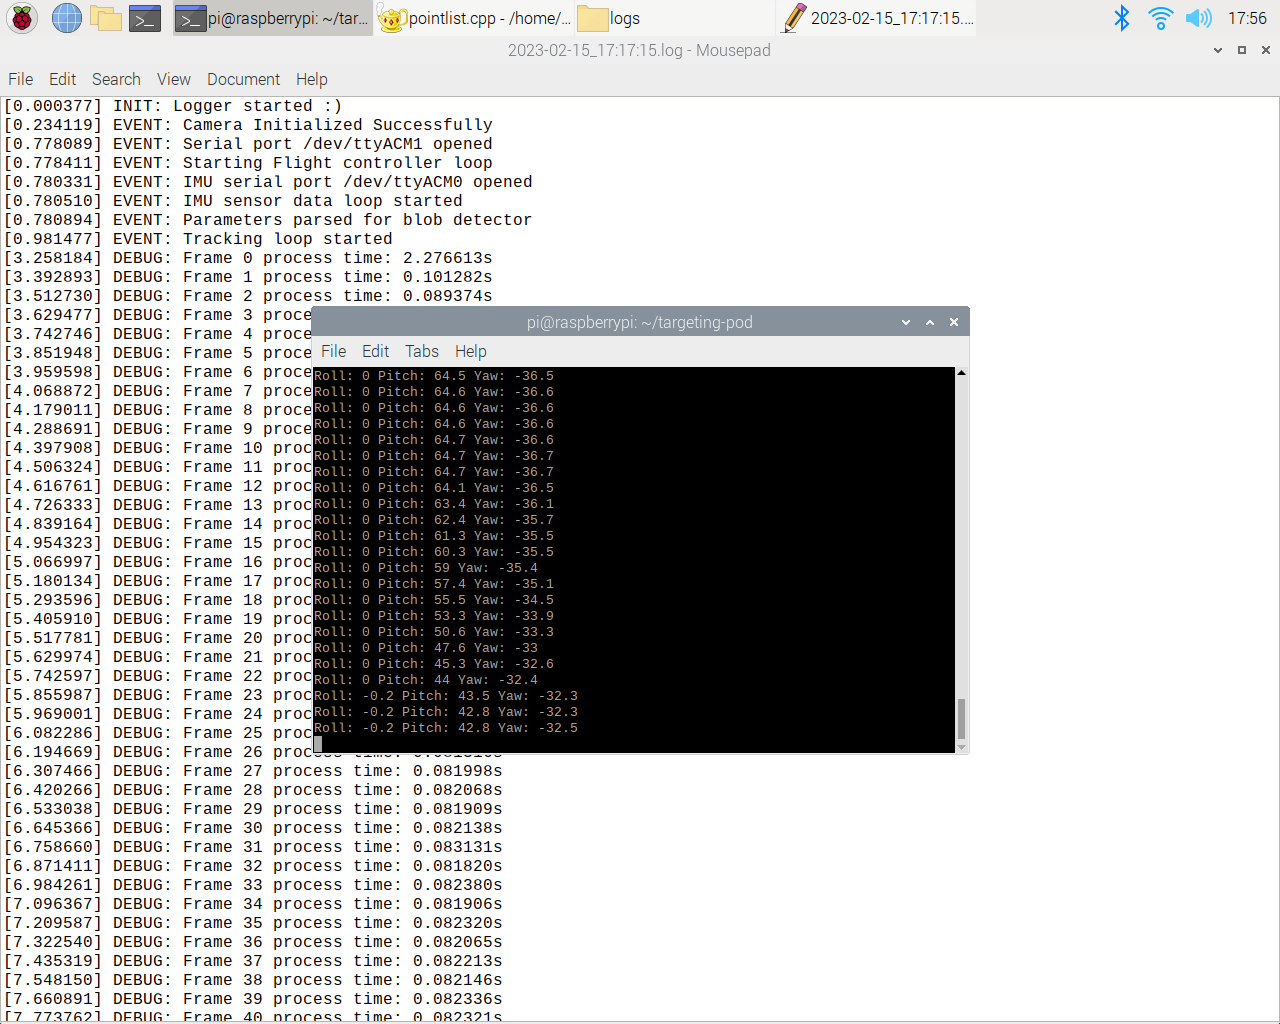 pi@raspberrypi: ~/tar...
pointlist.cpp - /home/...
logs
2023-02-15_17:17:15....
17:56
2023-02-15_17:17:15.log - Mousepad
File Edit Search View Document Help
[0.000377] INIT: Logger started :)
[0.234119] EVENT: Camera Initialized Successfully
[0.778089] EVENT: Serial port /dev/ttyACM1 opened
[0.778411] EVENT: Starting Flight controller loop
[0.780331] EVENT: IMU serial port /dev/ttyACM0 opened
[0.780510] EVENT: IMU sensor data loop started
[0.780894] EVENT: Parameters parsed for blob detector
[0.981477] EVENT: Tracking loop started
[3.258184] DEBUG: Frame 0 process time: 2.276613s
[3.392893] DEBUG: Frame 1 process time: 0.101282s
[3.512730] DEBUG: Frame 2 process time: 0.089374s
[3.629477] DEBUG: Frame 3 proce
[3.742746] DEBUG: Frame 4 proce
[3.851948] DEBUG: Frame 5 proce
[3.959598] DEBUG: Frame 6 proce
[4.068872] DEBUG: Frame 7 proce
[4.179011] DEBUG: Frame 8 proce
[4.288691] DEBUG: Frame 9 proce
[4.397908] DEBUG: Frame 10 proc
[4.506324] DEBUG: Frame 11 proc
[4.616761] DEBUG: Frame 12 proc
[4.726333] DEBUG: Frame 13 proc
[4.839164] DEBUG: Frame 14 proc
[4.954323] DEBUG: Frame 15 proc
[5.066997] DEBUG: Frame 16 proc
[5.180134] DEBUG: Frame 17 proc
[5.293596] DEBUG: Frame 18 proc
[5.405910] DEBUG: Frame 19 proc
[5.517781] DEBUG: Frame 20 proc
[5.629974] DEBUG: Frame 21 proc
[5.742597] DEBUG: Frame 22 proc
[5.855987] DEBUG: Frame 23 proc
[5.969001] DEBUG: Frame 24 proc
[6.082286] DEBUG: Frame 25 proc
[6.194669] DEBUG: Frame 26 process time:
[6.307466] DEBUG: Frame 27 process time: 0.081998s
[6.420266] DEBUG: Frame 28 process time: 0.082068s
[6.533038] DEBUG: Frame 29 process time: 0.081909s
[6.645366] DEBUG: Frame 30 process time: 0.082138s
[6.758660] DEBUG: Frame 31 process time: 0.083131s
[6.871411] DEBUG: Frame 32 process time: 0.081820s
[6.984261] DEBUG: Frame 33 process time: 0.082380s
[7.096367] DEBUG: Frame 34 process time: 0.081906s
[7.209587] DEBUG: Frame 35 process time: 0.082320s
[7.322540] DEBUG: Frame 36 process time: 0.082065s
[7.435319] DEBUG: Frame 37 process time: 0.082213s
[7.548150] DEBUG: Frame 38 process time: 0.082146s
[7.660891] DEBUG: Frame 39 process time: 0.082336s
[7.773762] DEBUG: Frame 40 process time: 0.082321s
pi@raspberrypi: ~/targeting-pod
File Edit Tabs Help
Roll: 0 Pitch: 64.5 Yaw: -36.5
Roll: 0 Pitch: 64.6 Yaw: -36.6
Roll: 0 Pitch: 64.6 Yaw: -36.6
Roll: 0 Pitch: 64.6 Yaw: -36.6
Roll: 0 Pitch: 64.7 Yaw: -36.6
Roll: 0 Pitch: 64.7 Yaw: -36.7
Roll: 0 Pitch: 64.7 Yaw: -36.7
Roll: 0 Pitch: 64.1 Yaw: -36.5
Roll: 0 Pitch: 63.4 Yaw: -36.1
Roll: 0 Pitch: 62.4 Yaw: -35.7
Roll: 0 Pitch: 61.3 Yaw: -35.5
Roll: 0 Pitch: 60.3 Yaw: -35.5
Roll: 0 Pitch: 59 Yaw: -35.4
Roll: 0 Pitch: 57.4 Yaw: -35.1
Roll: 0 Pitch: 55.5 Yaw: -34.5
Roll: 0 Pitch: 53.3 Yaw: -33.9
Roll: 0 Pitch: 50.6 Yaw: -33.3
Roll: 0 Pitch: 47.6 Yaw: -33
Roll: 0 Pitch: 45.3 Yaw: -32.6
Roll: 0 Pitch: 44 Yaw: -32.4
Roll: -0.2 Pitch: 43.5 Yaw: -32.3
Roll: -0.2 Pitch: 42.8 Yaw: -32.3
Roll: -0.2 Pitch: 42.8 Yaw: -32.5